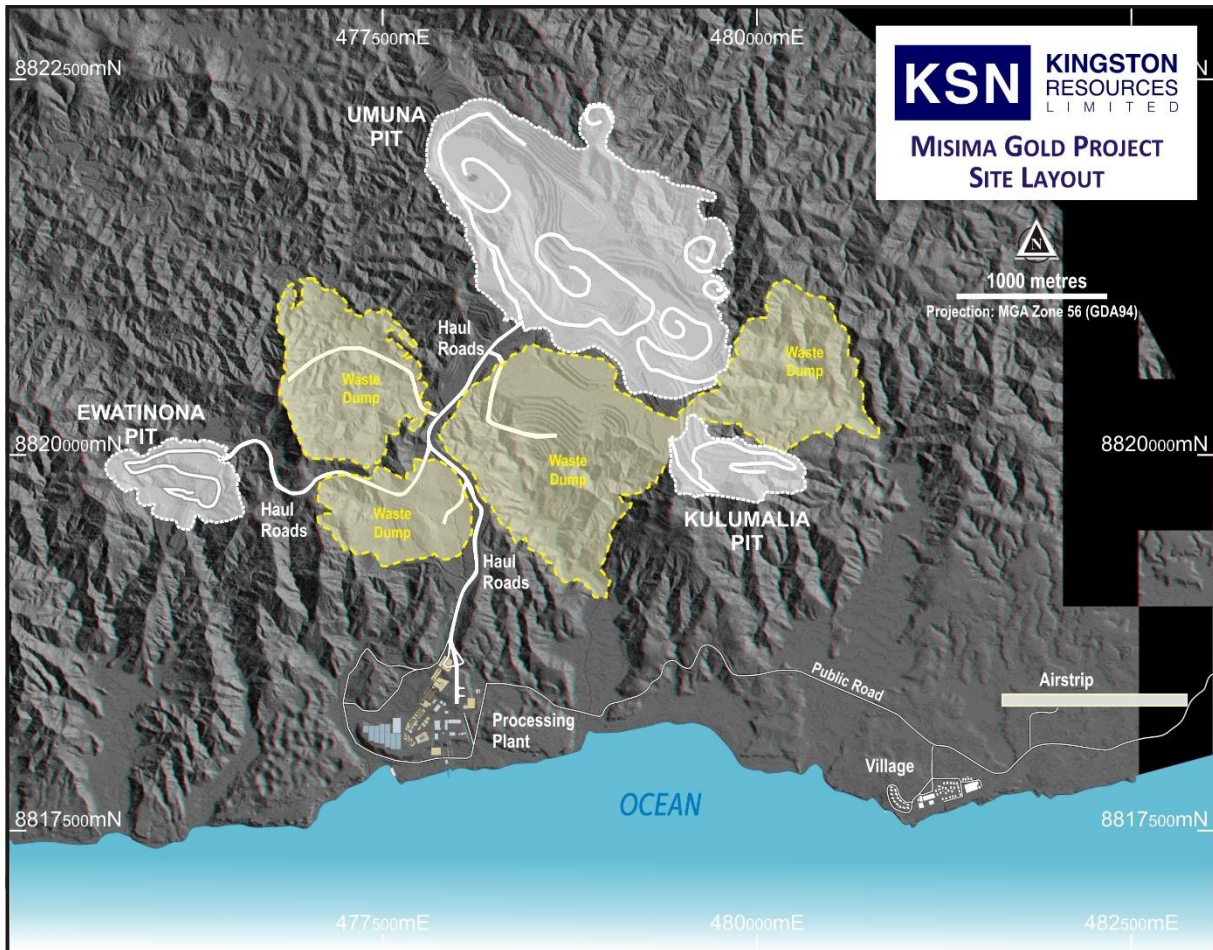 477500mE
480000mE
8822500mN
N
KSN
KINGSTON
RESOURCES
LIMITED
MISIMA GOLD PROJECT
SITE LAYOUT
UMUNA
PIT
N
1000 metres
Projection: MGA Zone 56 (GDA94)
Haul
Roads
Waste
Dump
Waste
Dump
EWATINONA
PIT
8820000mN
8820000mN
Waste
Dump
Haul
Roads
Waste
Dump
KULUMALIA
PIT
Haul
Roads
Public Road
Airstrip
Processing
Plant
Village
OCEAN
8817500mN
8817500mN
477500mE
480000mE
482500mE